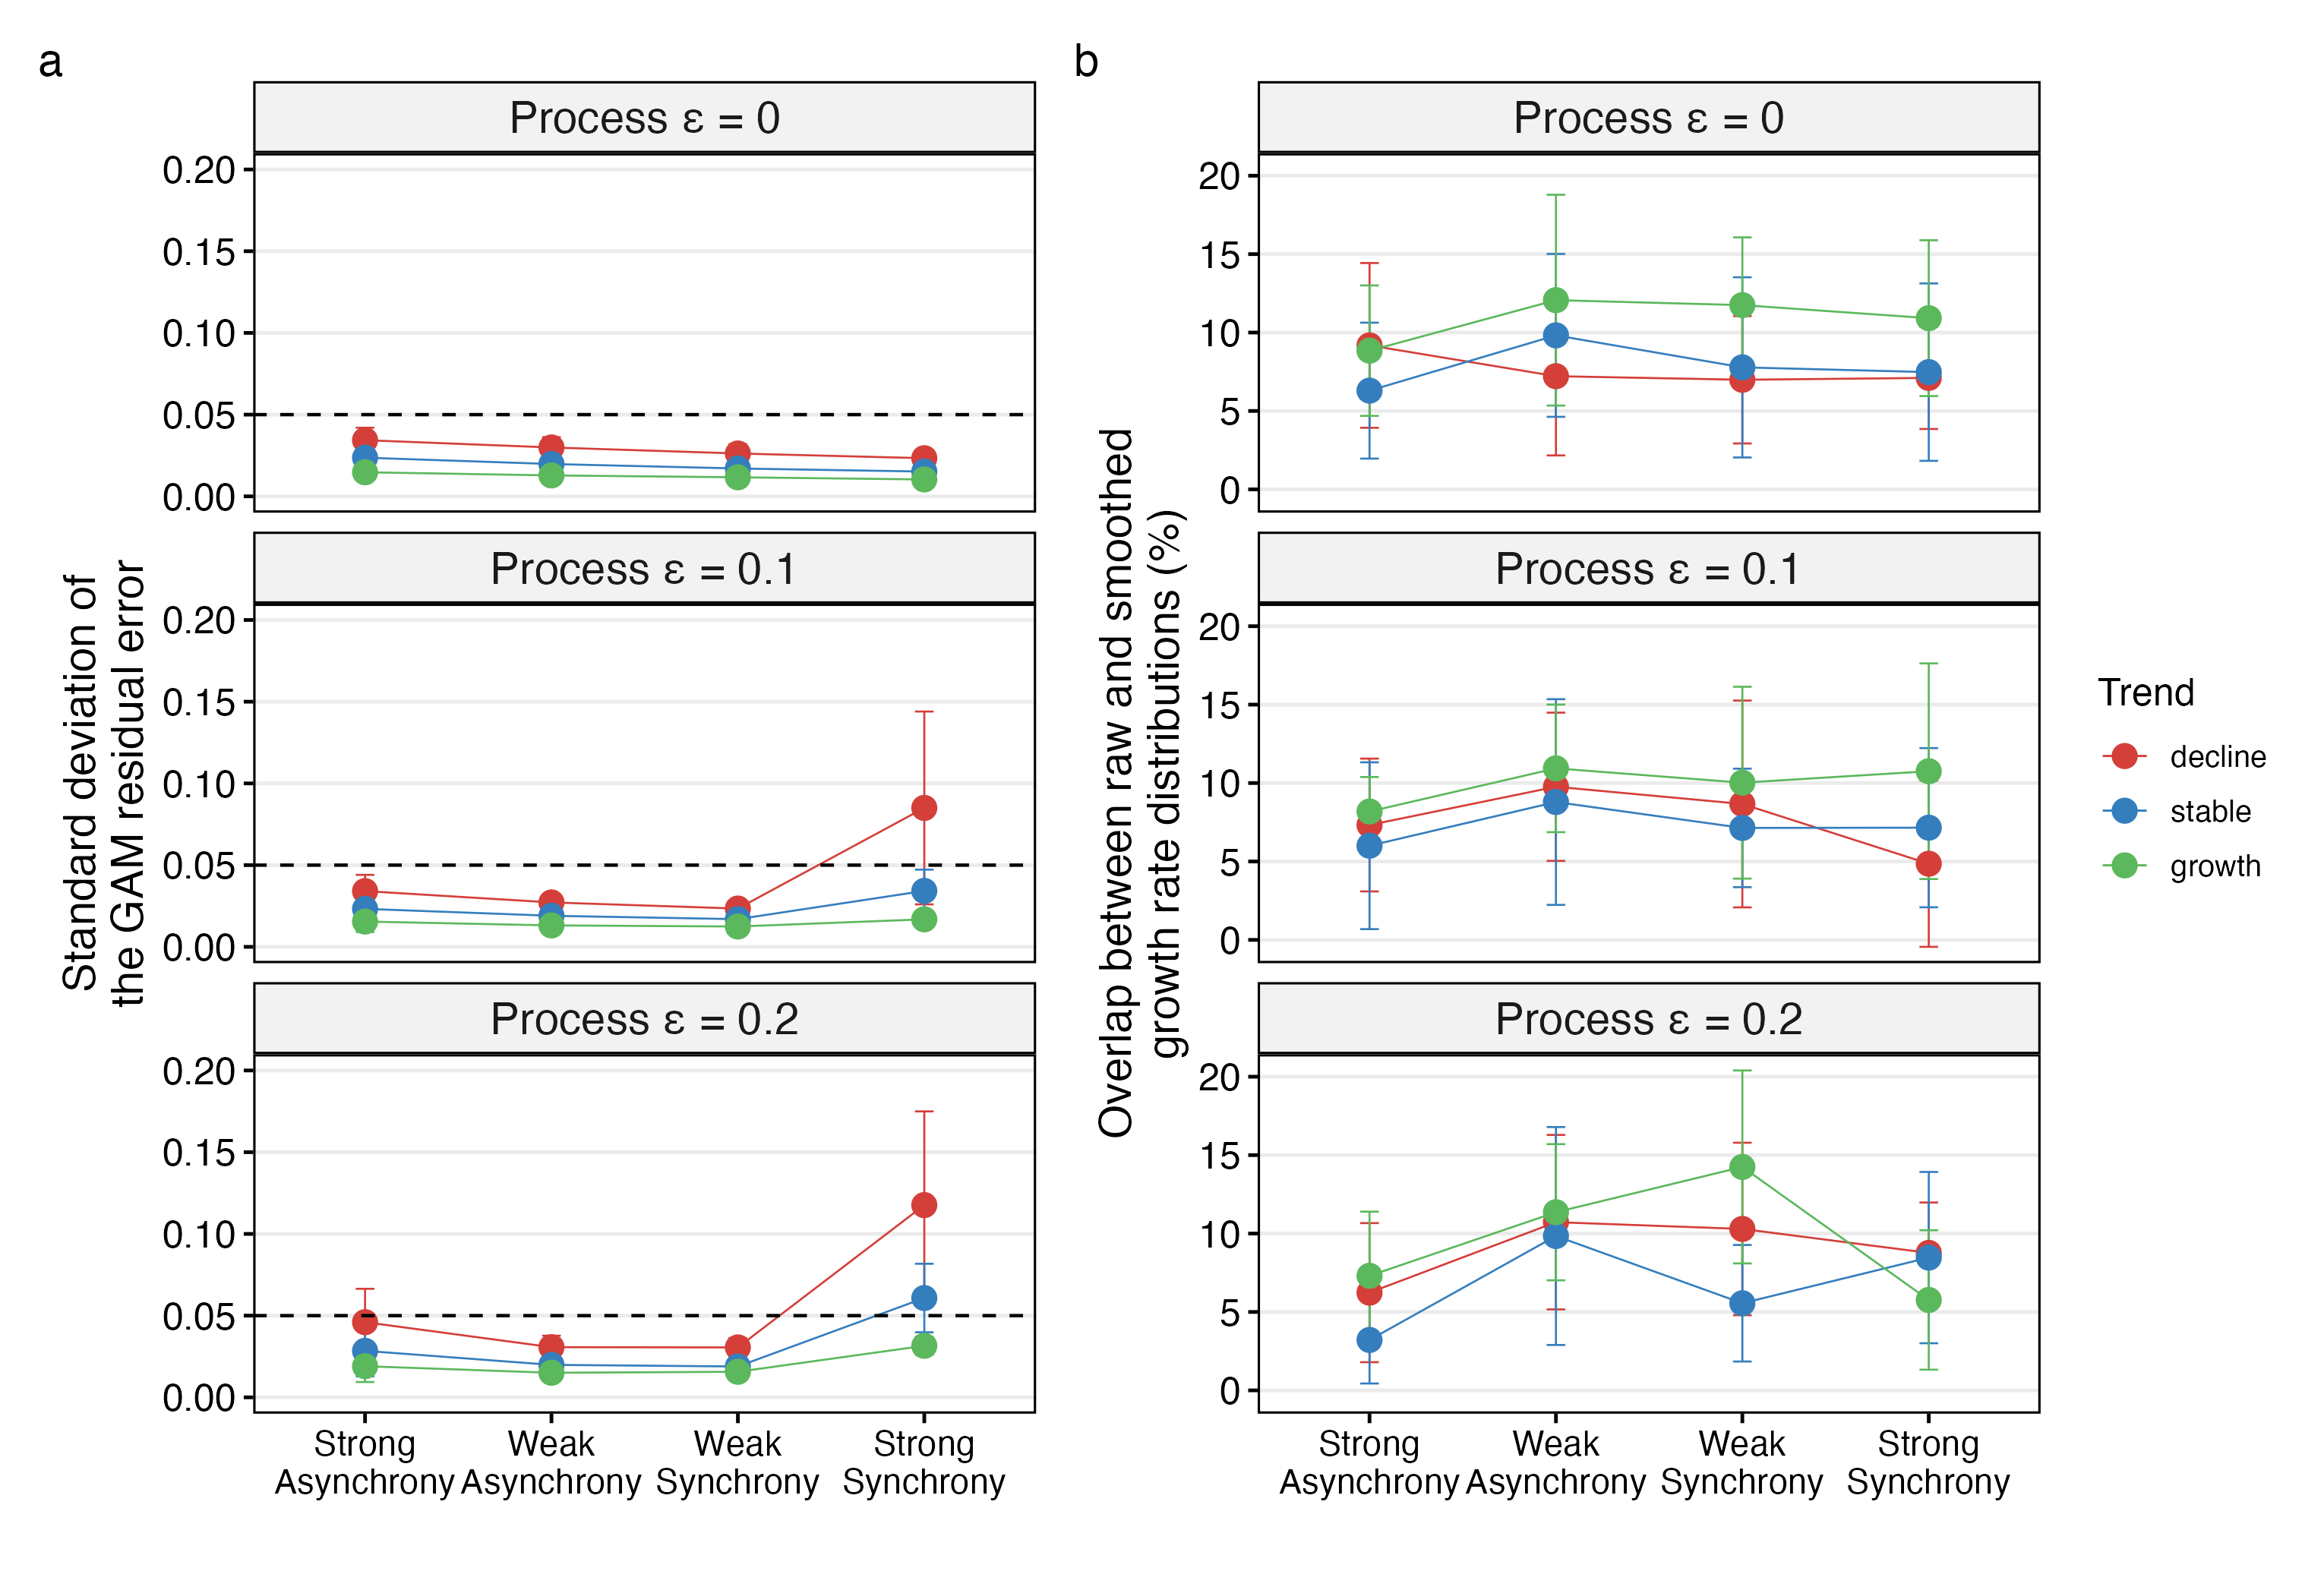 a
Standard deviation of
the GAM residual error
Process ε = 0
0.20
0.15
0.10
0.05
0.00
Process ε = 0.1
0.20
0.15
0.10
0.05
0.00
Process ε = 0.2
0.20
0.15
0.10
0.05
0.00
Strong
Asynchrony
Weak
Asynchrony
Weak
Synchrony
Strong
Synchrony
b
Overlap between raw and smoothed
growth rate distributions (%)
Process ε = 0
20
15
10
5
0
Process ε = 0.1
20
15
10
5
0
Process ε = 0.2
20
15
10
5
0
Strong
Asynchrony
Weak
Asynchrony
Weak
Synchrony
Strong
Synchrony
Trend
decline
stable
growth